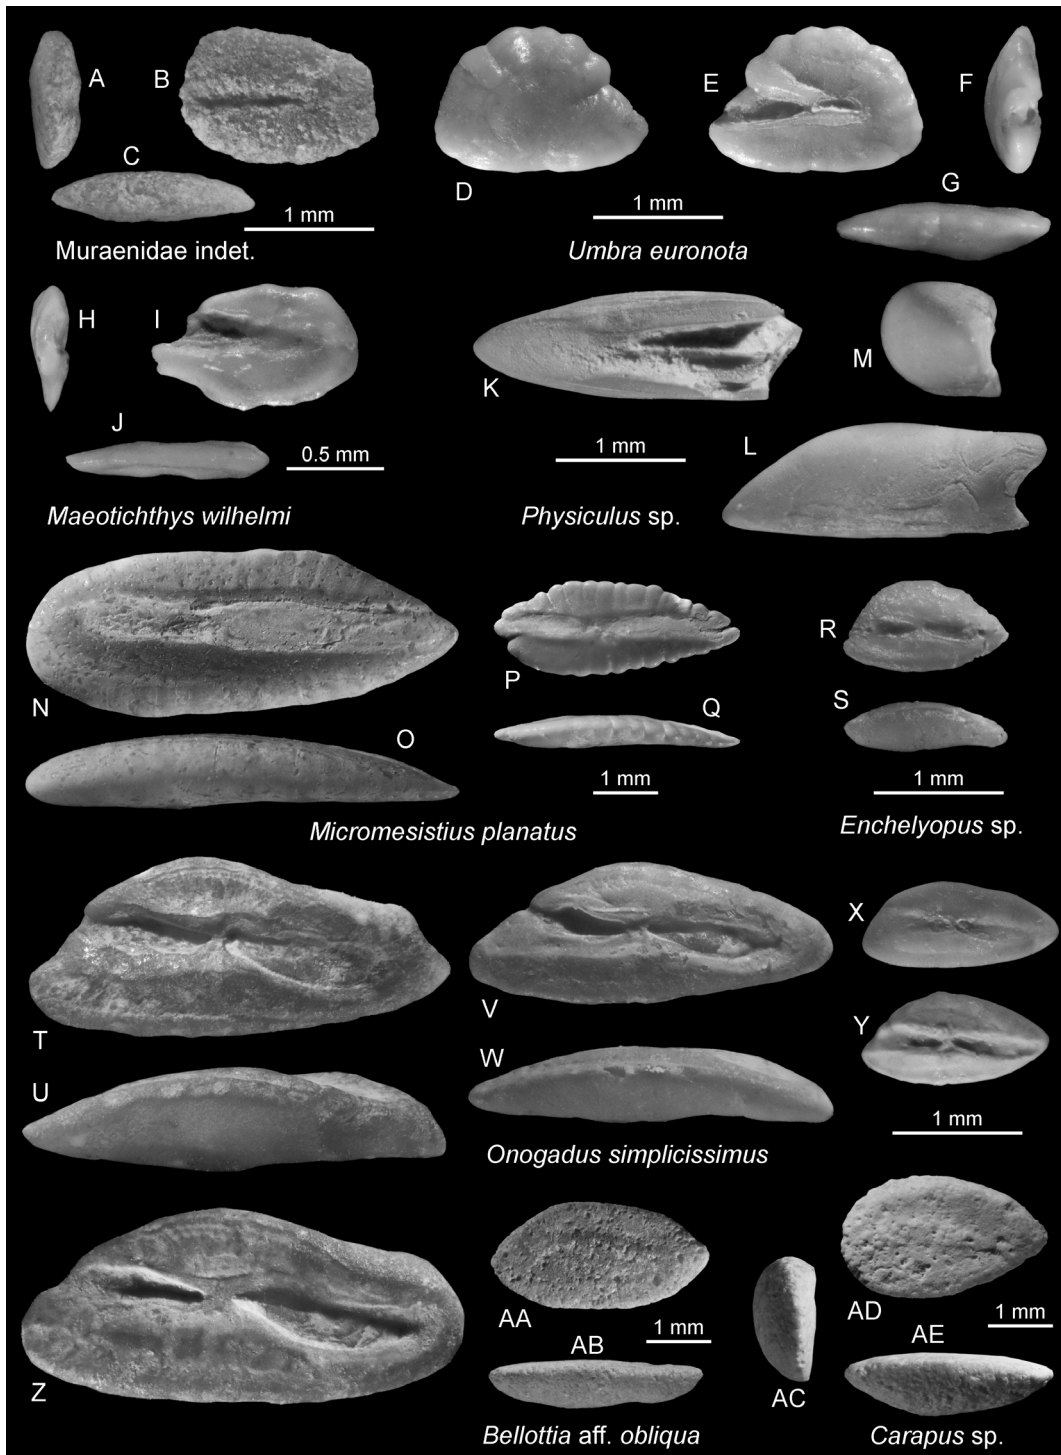 A
B
C
1 mm
Muraenidae indet.
D
E
F
G
1 mm
Umbra euronota
H
I
J
0.5 mm
Maeotichthys wilhelmi
K
L
M
1 mm
Physiculus sp.
N
O
P
Q
1 mm
Micromesistius planatus
R
S
1 mm
Enchelyopus sp.
T
U
V
W
X
Y
1 mm
Onogadus simplicissimus
Z
AA
AB
1 mm
Bellottia aff. obliqua
AC
AD
AE
1 mm
Carapus sp.